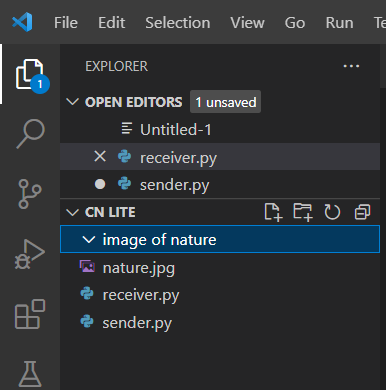 File Edit Selection View Go Run T
EXPLORER
1
OPEN EDITORS 1 unsaved
Untitled-1
receiver.py
sender.py
CN LITE
image of nature
nature.jpg
receiver.py
sender.py